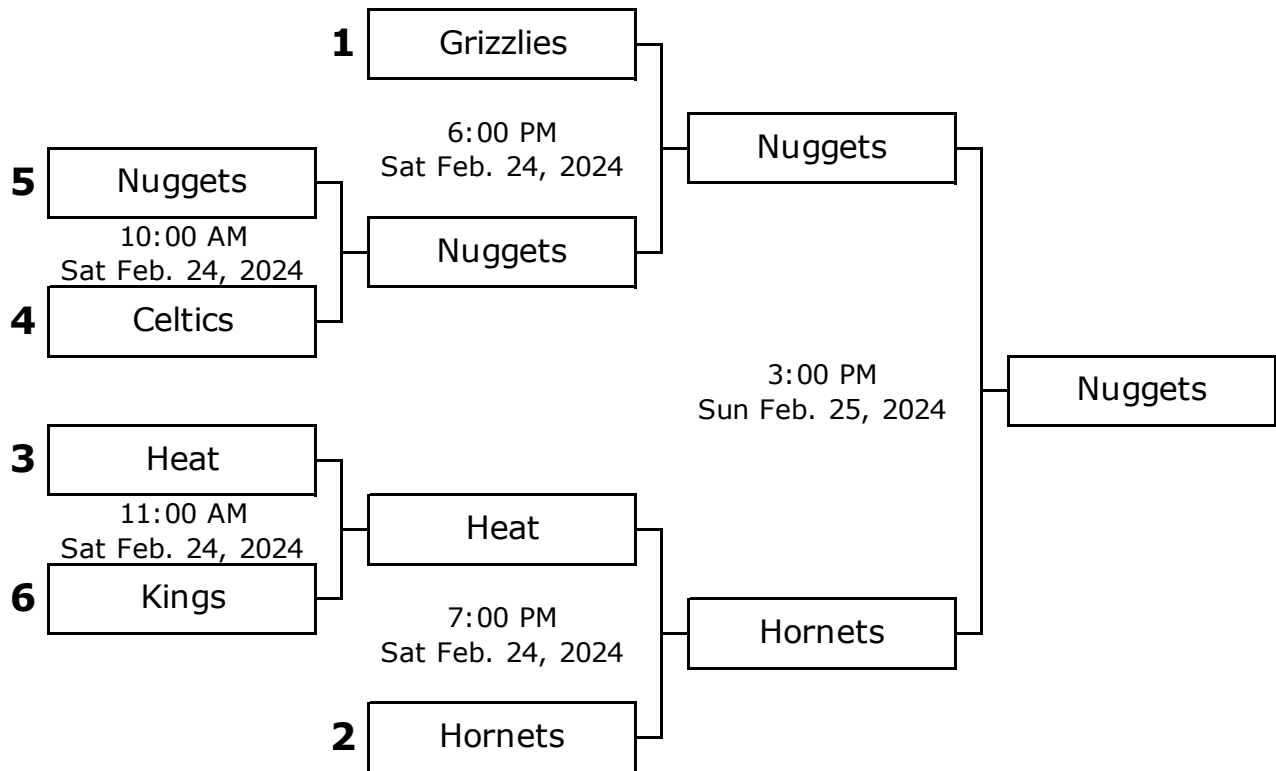 1 Grizzlies
6:00 PM
Sat Feb. 24, 2024
Nuggets
5 Nuggets
10:00 AM
Sat Feb. 24, 2024
Nuggets
4 Celtics
3:00 PM
Sun Feb. 25, 2024
Nuggets
3 Heat
11:00 AM
Sat Feb. 24, 2024
Heat
6 Kings
7:00 PM
Sat Feb. 24, 2024
Hornets
2 Hornets